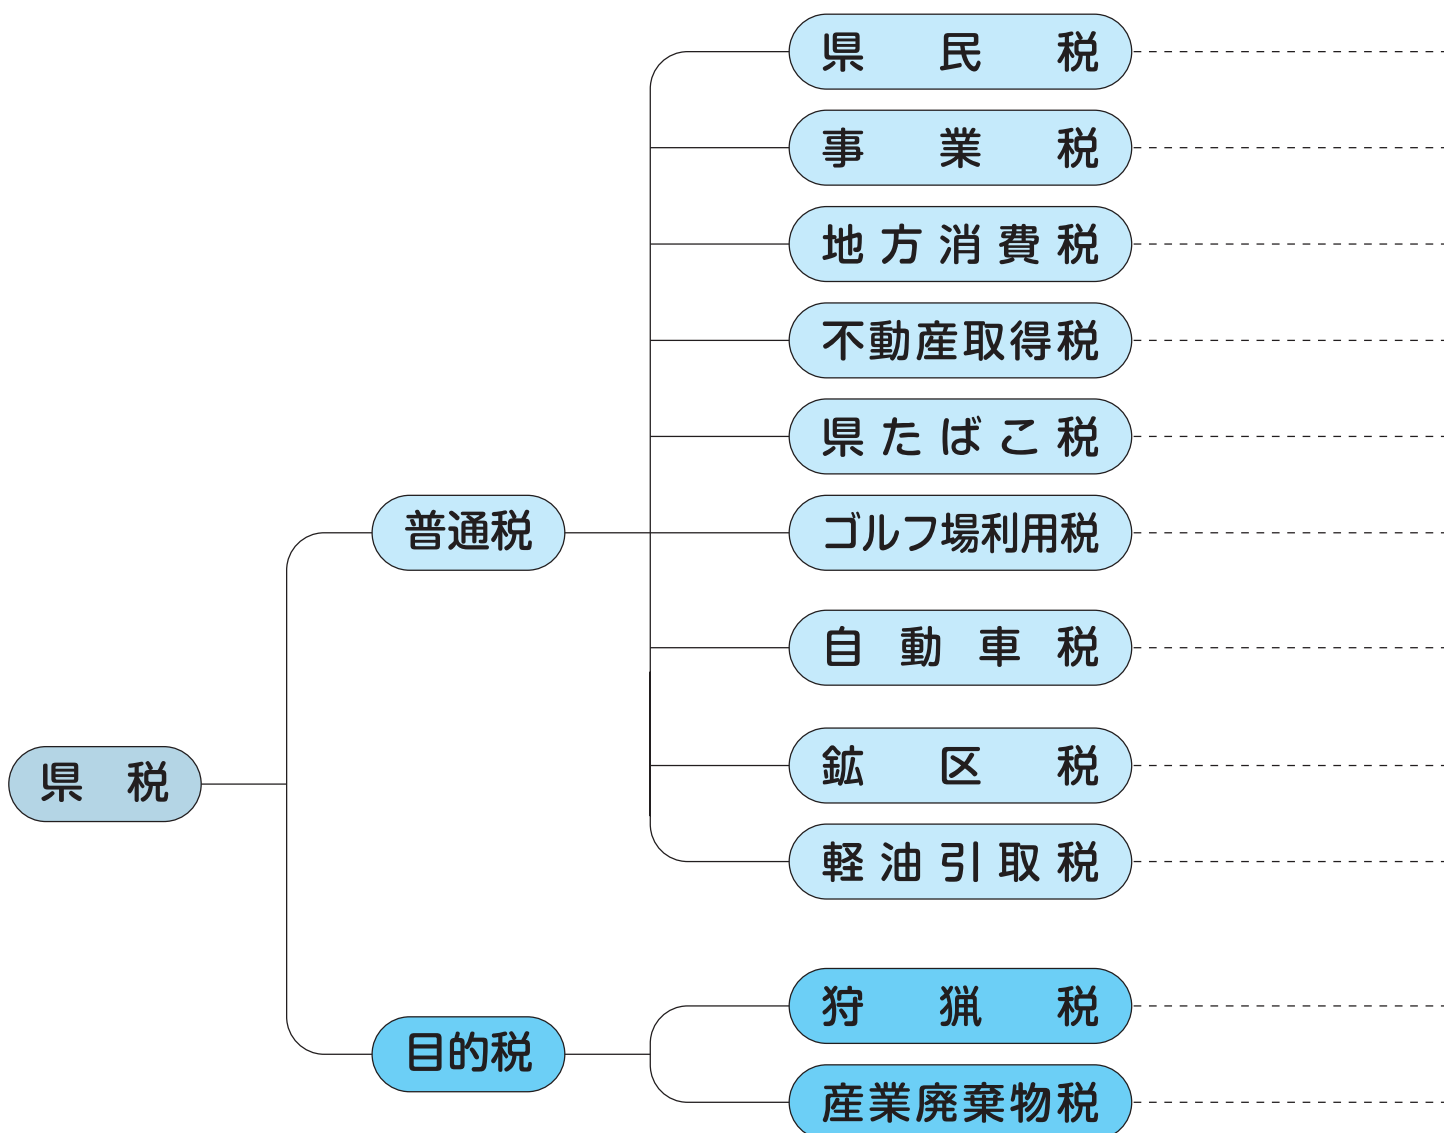 県民税
事業税
地方消費税
不動産取得税
県たばこ税
普通税
ゴルフ場利用税
自動車税
県税
鉱区税
軽油引取税
狩猟税
目的税
産業廃棄物税